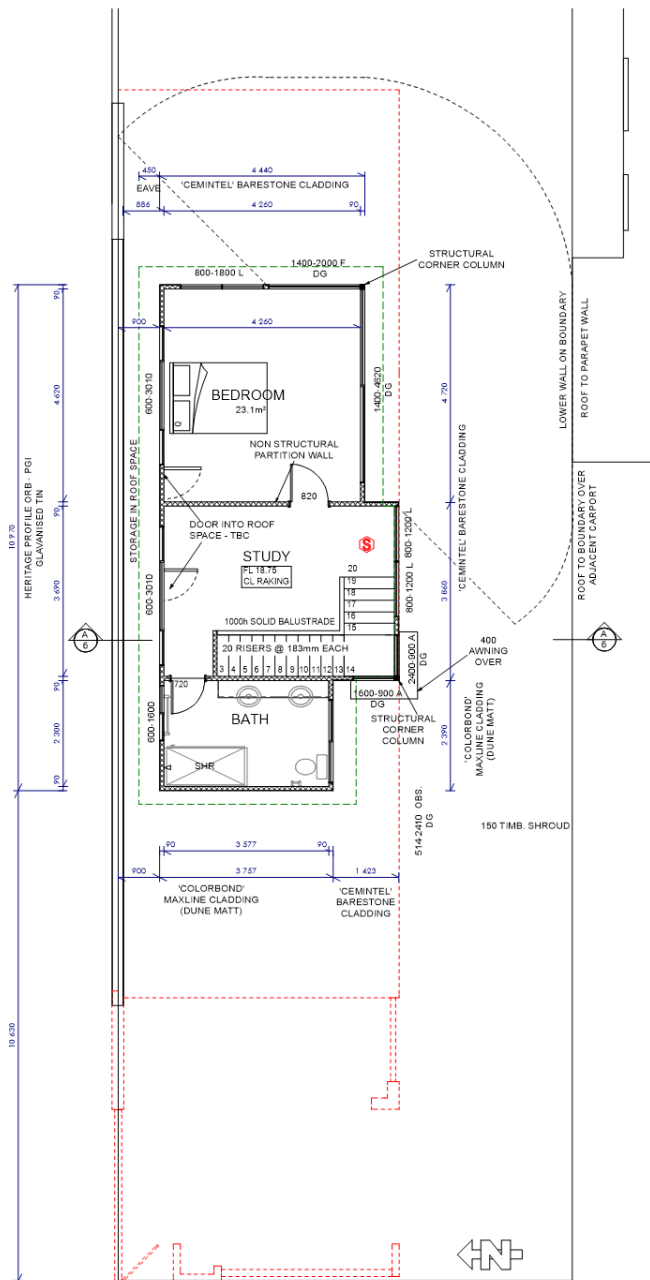 450
4 440
EAVE
'CEMINTEL' BARESTONE CLADDING
886
4 260
90
STRUCTURAL
CORNER COLUMN
1400-2000 F
DG
800-1800 L
90
900
4 260
LOWER WALL ON BOUNDARY
ROOF TO PARAPET WALL
4 620
600-3010
BEDROOM
23.1m²
1400-4620
DG
4 720
'CEMINTEL' BARESTONE CLADDING
NON STRUCTURAL
PARTITION WALL
HERITAGE PROFILE ORB - PGI
GLAVANISED TIN
10 970
STORAGE IN ROOF SPACE
90
820
DOOR INTO ROOF
SPACE - TBC
800-1200 L
800-1200 L
S
ROOF TO BOUNDARY OVER
ADJACENT CARPORT
STUDY
FL 18.75
CL RAKING
3 690
600-3010
3 860
20
19
18
17
16
15
1000h SOLID BALUSTRADE
A
6
A
6
20 RISERS @ 183mm EACH
3 4 5 6 7 8 9 10 11 12 13 14
2400-900 A
DG
400
AWNING
OVER
90
720
1600-900 A
DG
BATH
STRUCTURAL
CORNER
COLUMN
2 300
600-1600
2 390
'COLORBOND'
MAXLINE CLADDING
(DUNE MATT)
SHR
90
514-2410 OBS.
DG
150 TIMB. SHROUD
90
3 577
90
900
3 757
1 423
'COLORBOND'
MAXLINE CLADDING
(DUNE MATT)
'CEMINTEL'
BARESTONE
CLADDING
10 630
N